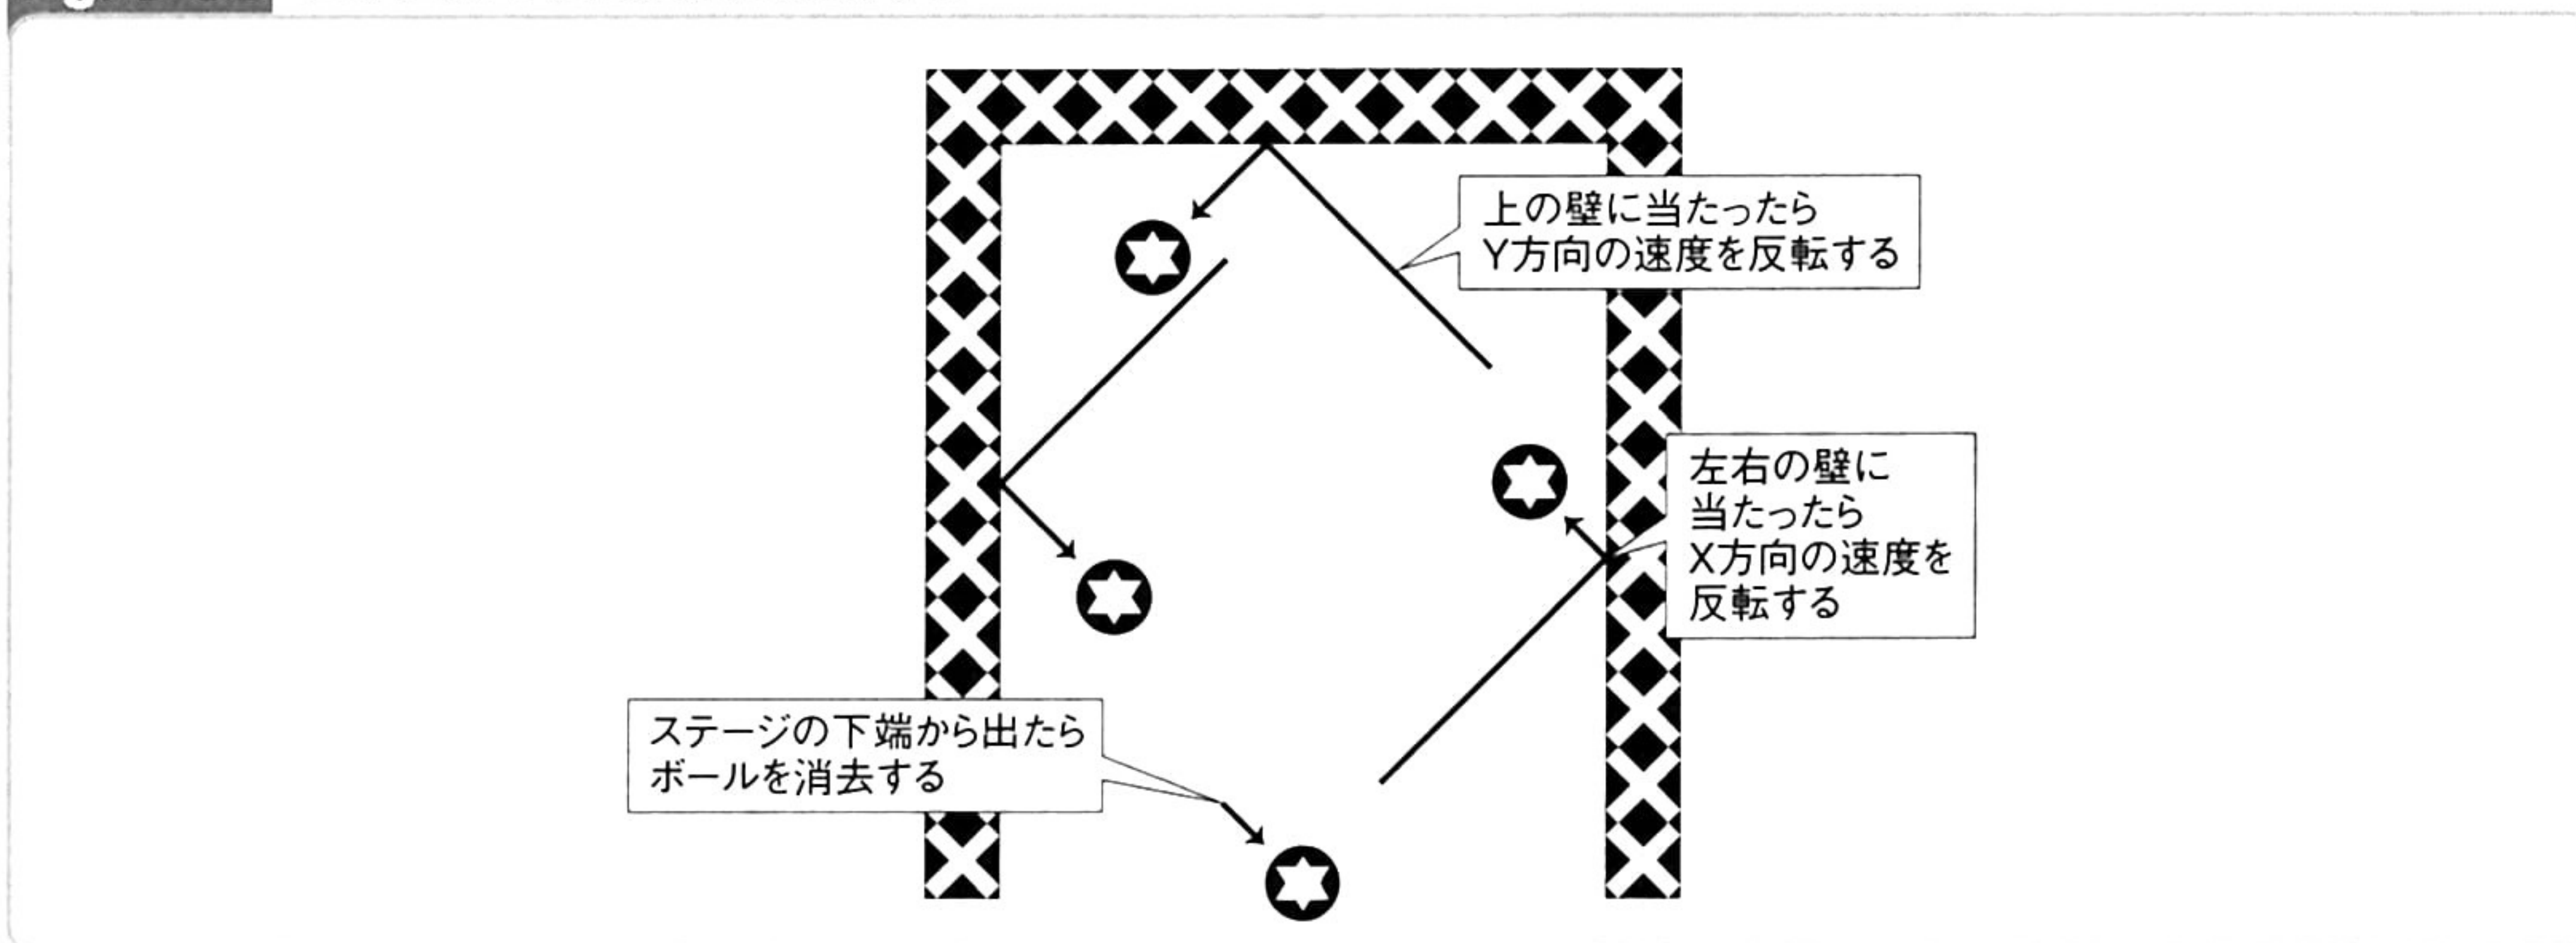 上の壁に当たったら
Y方向の速度を反転する
左右の壁に
当たったら
X方向の速度を
反転する
ステージの下端から出たら
ボールを消去する